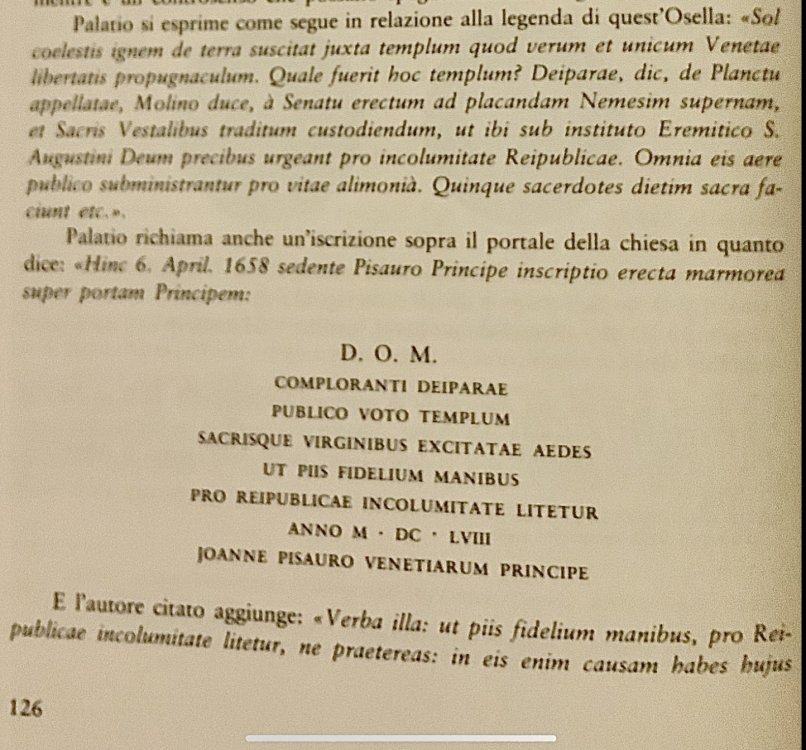 Palatio si esprime come segue in relazione alla legenda di quest'Osella: «Sol
coelestis ignem de terra suscitat juxta templum quod verum et unicum Venetae
libertatis propugnaculum. Quale fuerit hoc templum? Deiparae, dic, de Planctu
appellatae, Molino duce, à Senatu erectum ad placandam Nemesim supernam,
et Sacris Vestalibus traditum custodiendum, ut ibi sub instituto Eremitico S.
Augustini Deum precibus urgeant pro incolumitate Reipublicae. Omnia eis aere
publico subministrantur pro vitae alimonià. Quinque sacerdotes dietim sacra fa-
ciunt etc.».
Palatio richiama anche un'iscrizione sopra il portale della chiesa in quanto
dice: «Hinc 6. April. 1658 sedente Pisauro Principe inscriptio erecta marmorea
super portam Principem:
D. O. M.
COMPLORANTI DEIPARAE
PUBLICO VOTO TEMPLUM
SACRISQUE VIRGINIBUS EXCITATAE AEDES
UT PIIS FIDELIUM MANIBUS
PRO REIPUBLICAE INCOLUMITATE LITETUR
ANNO M · DC · LVIII
JOANNE PISAURO VENETIARUM PRINCIPE
E l'autore citato aggiunge: «Verba illa: ut piis fidelium manibus, pro Rei-
publicae incolumitate litetur, ne praetereas: in eis enim causam habes hujus
126